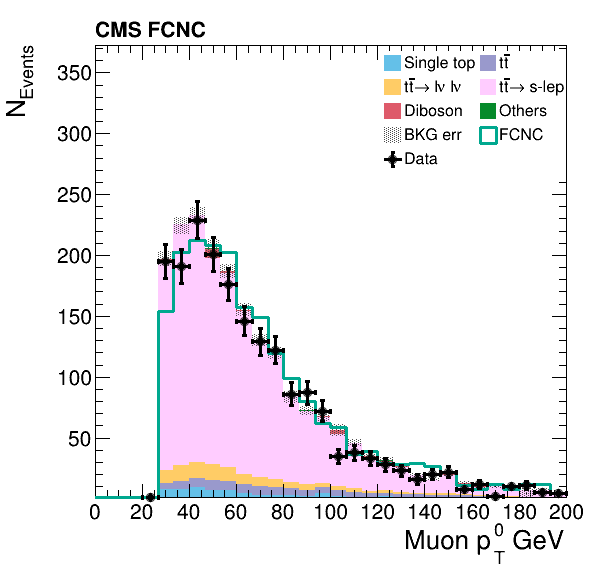 CMS FCNC
N_Events
350
300
250
200
150
100
50
Single top
tt̅
tt̅→ lν lν
tt̅→ s-lep
Diboson
Others
BKG err
FCNC
Data
0 20 40 60 80 100 120 140 160 180 200
Muon p_T^0 GeV